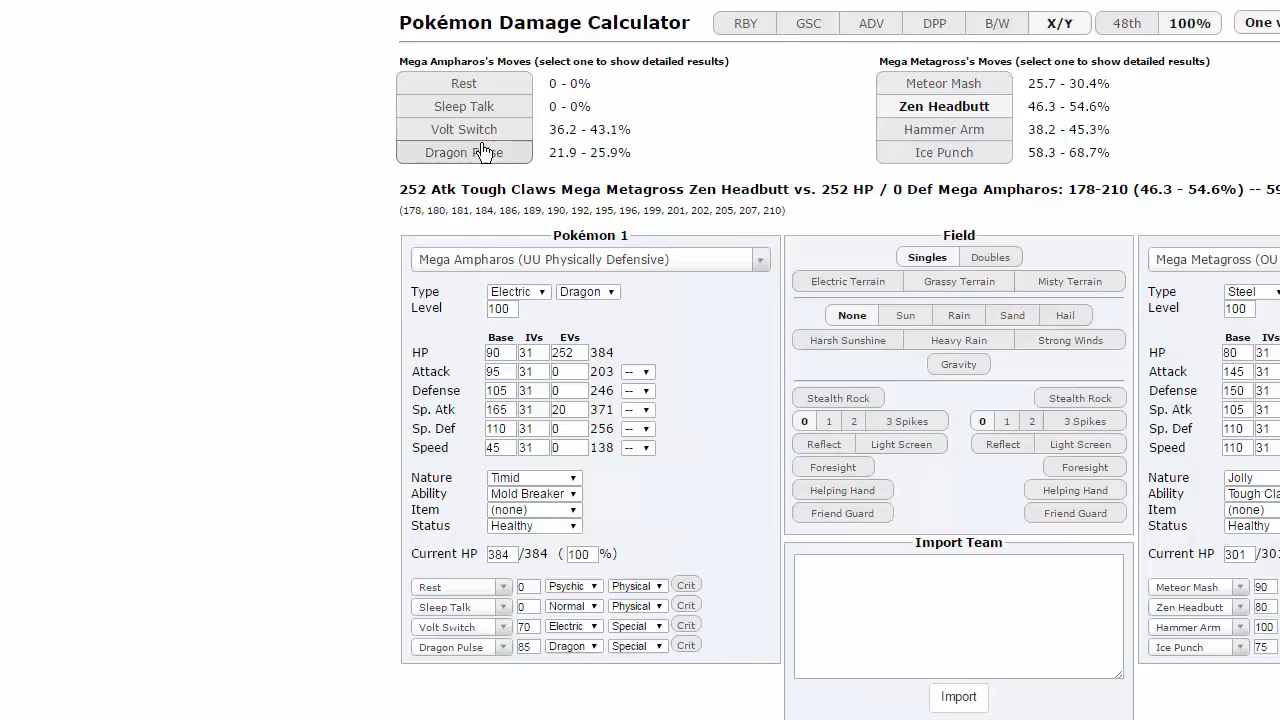 Pokémon Damage Calculator RBY GSC ADV DPP B/W X/Y 48th 100% One
Mega Ampharos's Moves (select one to show detailed results) Mega Metagross's Moves (select one to show detailed results)
Rest 0 - 0% Meteor Mash 25.7 - 30.4%
Sleep Talk 0 - 0% Zen Headbutt 46.3 - 54.6%
Volt Switch 36.2 - 43.1% Hammer Arm 38.2 - 45.3%
Dragon Pulse 21.9 - 25.9% Ice Punch 58.3 - 68.7%
252 Atk Tough Claws Mega Metagross Zen Headbutt vs. 252 HP / 0 Def Mega Ampharos: 178-210 (46.3 - 54.6%) -- 59
(178, 180, 181, 184, 186, 189, 190, 192, 195, 196, 199, 201, 202, 205, 207, 210)
Pokémon 1 Field
Mega Ampharos (UU Physically Defensive) Singles Doubles Mega Metagross (OU
Electric Terrain Grassy Terrain Misty Terrain
Type Electric Dragon Type Steel
Level 100 None Sun Rain Sand Hail Level 100
Harsh Sunshine Heavy Rain Strong Winds
Base IVs EVs Base IVs
HP 90 31 252 384 Gravity HP 80 31
Attack 95 31 0 203 -- Attack 145 31
Defense 105 31 0 246 -- Defense 150 31
Stealth Rock Stealth Rock
Sp. Atk 165 31 20 371 -- Sp. Atk 105 31
0 1 2 3 Spikes 0 1 2 3 Spikes
Sp. Def 110 31 0 256 -- Sp. Def 110 31
Speed 45 31 0 138 -- Reflect Light Screen Reflect Light Screen Speed 110 31
Foresight Foresight
Nature Timid Nature Jolly
Ability Mold Breaker Helping Hand Helping Hand Ability Tough Cla
Item (none) Friend Guard Friend Guard Item (none)
Status Healthy Status Healthy
Import Team
Current HP 384 /384 ( 100 %) Current HP 301 /301
Rest 0 Psychic Physical Crit Meteor Mash 90
Sleep Talk 0 Normal Physical Crit Zen Headbutt 80
Volt Switch 70 Electric Special Crit Hammer Arm 100
Dragon Pulse 85 Dragon Special Crit Ice Punch 75
Import